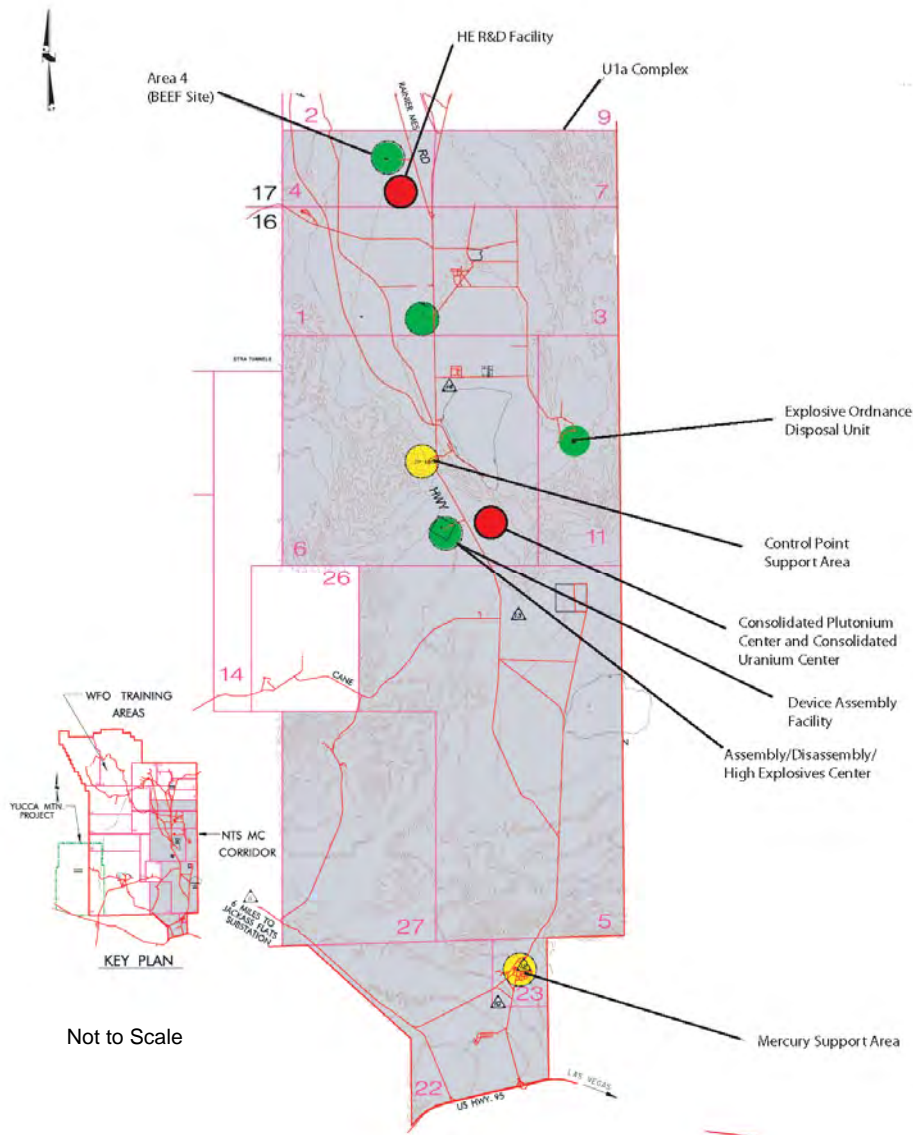 HE R&D Facility
U1a Complex
Area 4
(BEEF Site)
RAINIER MES
RD
2
9
4
7
17
16
1
3
Explosive Ordnance
Disposal Unit
HWY
6
11
Control Point
Support Area
26
Consolidated Plutonium
Center and Consolidated
Uranium Center
14
CANE
Device Assembly
Facility
Assembly/Disassembly/
High Explosives Center
WFO TRAINING
AREAS
YUCCA MTN.
PROJECT
NTS MC
CORRIDOR
KEY PLAN
6 MILES TO
JACKASS FLATS
SUBSTATION
27
5
N
23
Not to Scale
Mercury Support Area
22
US HWY. 95
LAS VEGAS